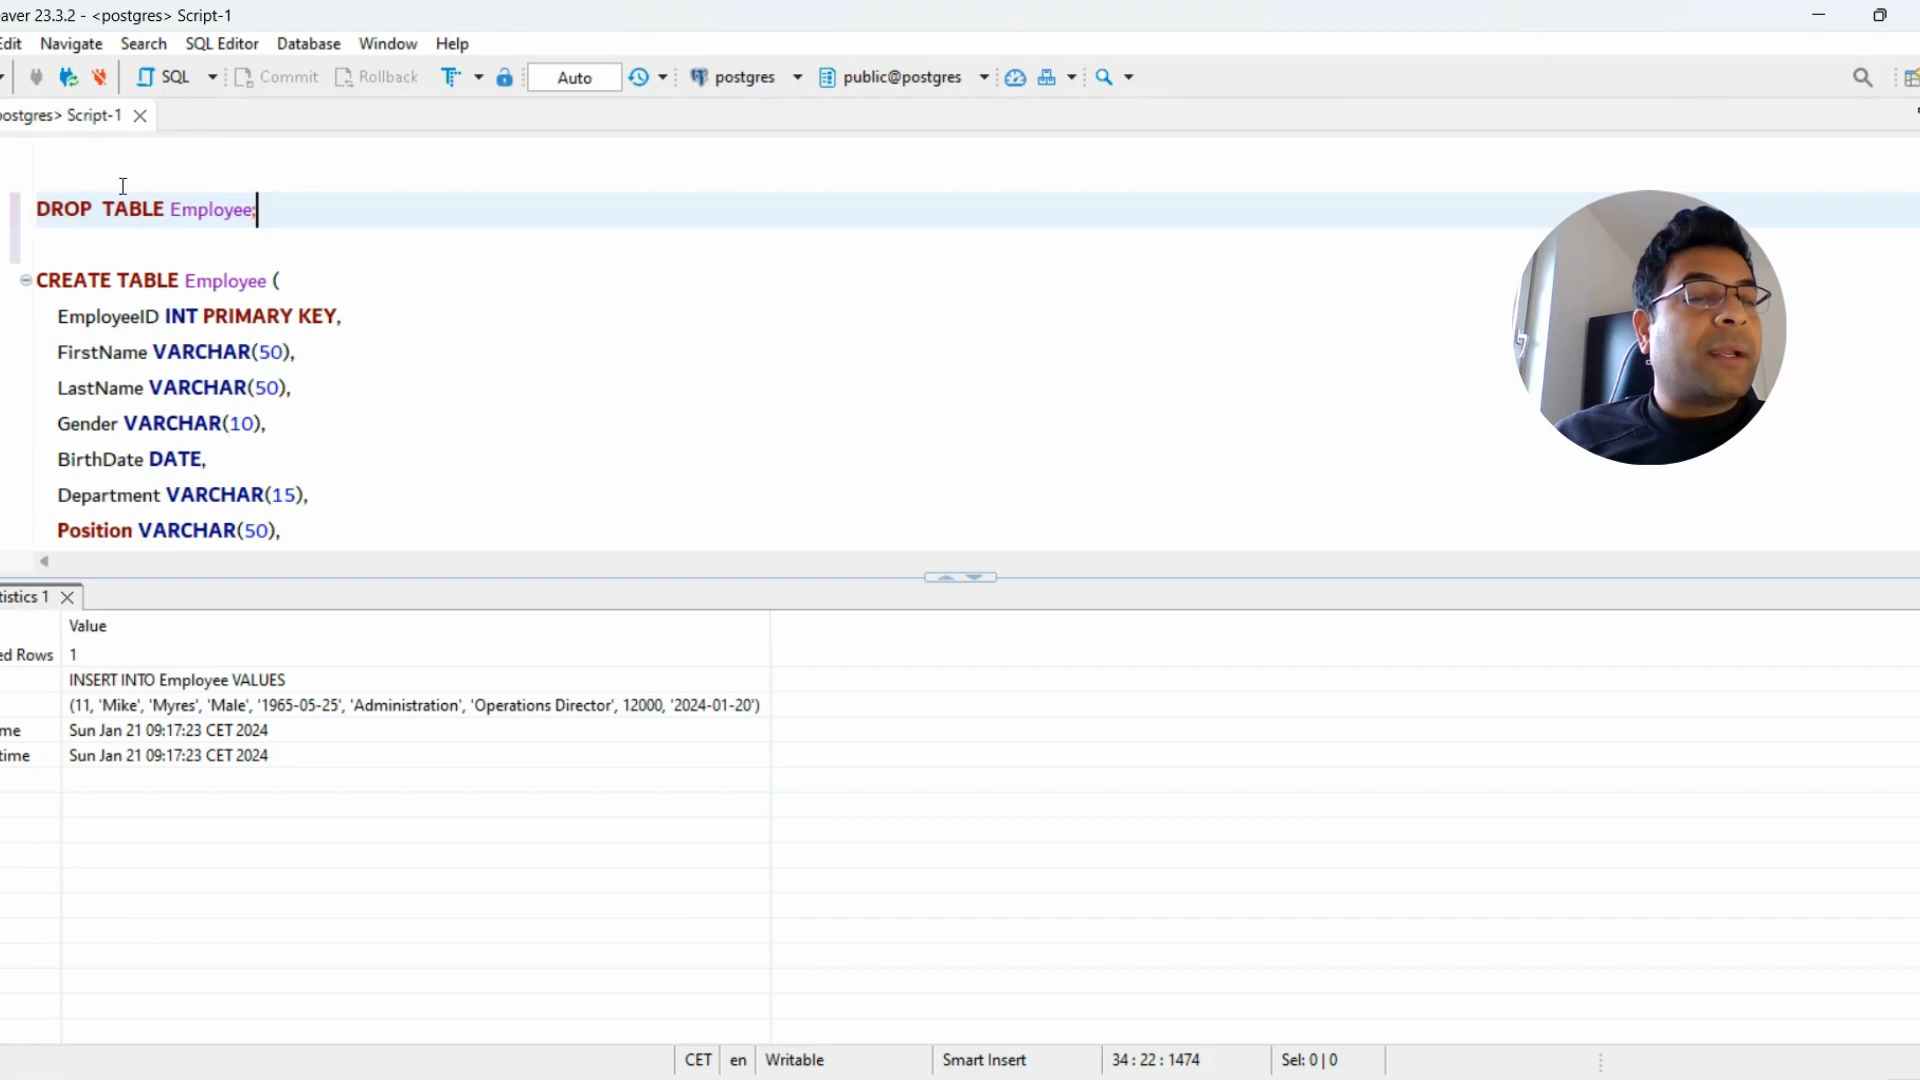 aver 23.3.2 - <postgres> Script-1
Edit Navigate Search SQL Editor Database Window Help
SQL Commit Rollback Auto postgres public@postgres
postgres> Script-1
DROP  TABLE Employee;
CREATE TABLE Employee (
EmployeeID INT PRIMARY KEY,
FirstName VARCHAR(50),
LastName VARCHAR(50),
Gender VARCHAR(10),
BirthDate DATE,
Department VARCHAR(15),
Position VARCHAR(50),
tistics 1
Value
ed Rows 1
INSERT INTO Employee VALUES
(11, 'Mike', 'Myres', 'Male', '1965-05-25', 'Administration', 'Operations Director', 12000, '2024-01-20')
me Sun Jan 21 09:17:23 CET 2024
time Sun Jan 21 09:17:23 CET 2024
CET en Writable Smart Insert 34 : 22 : 1474 Sel: 0 | 0